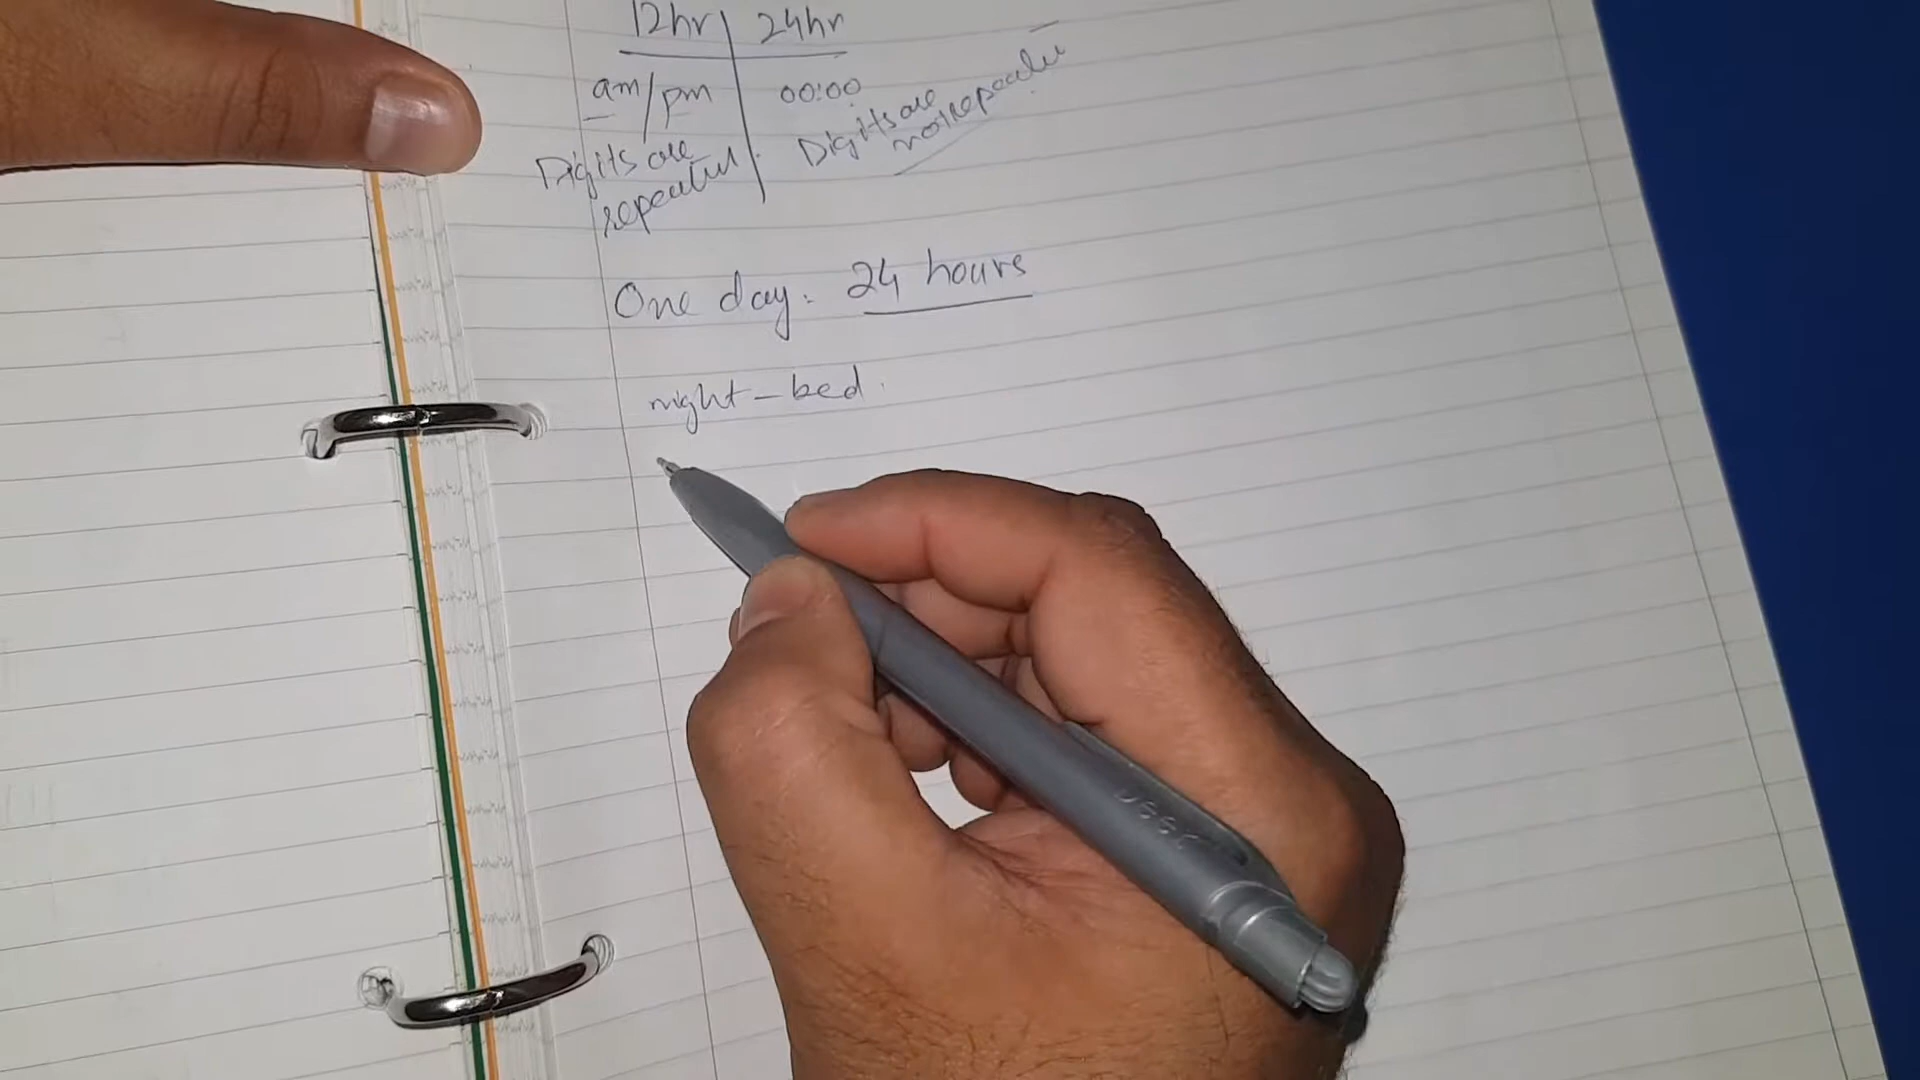 12hr 24hr
am/pm 00:00
Digits are
repeated.
Digits are
not repeated
One day: 24 hours
night - bed.